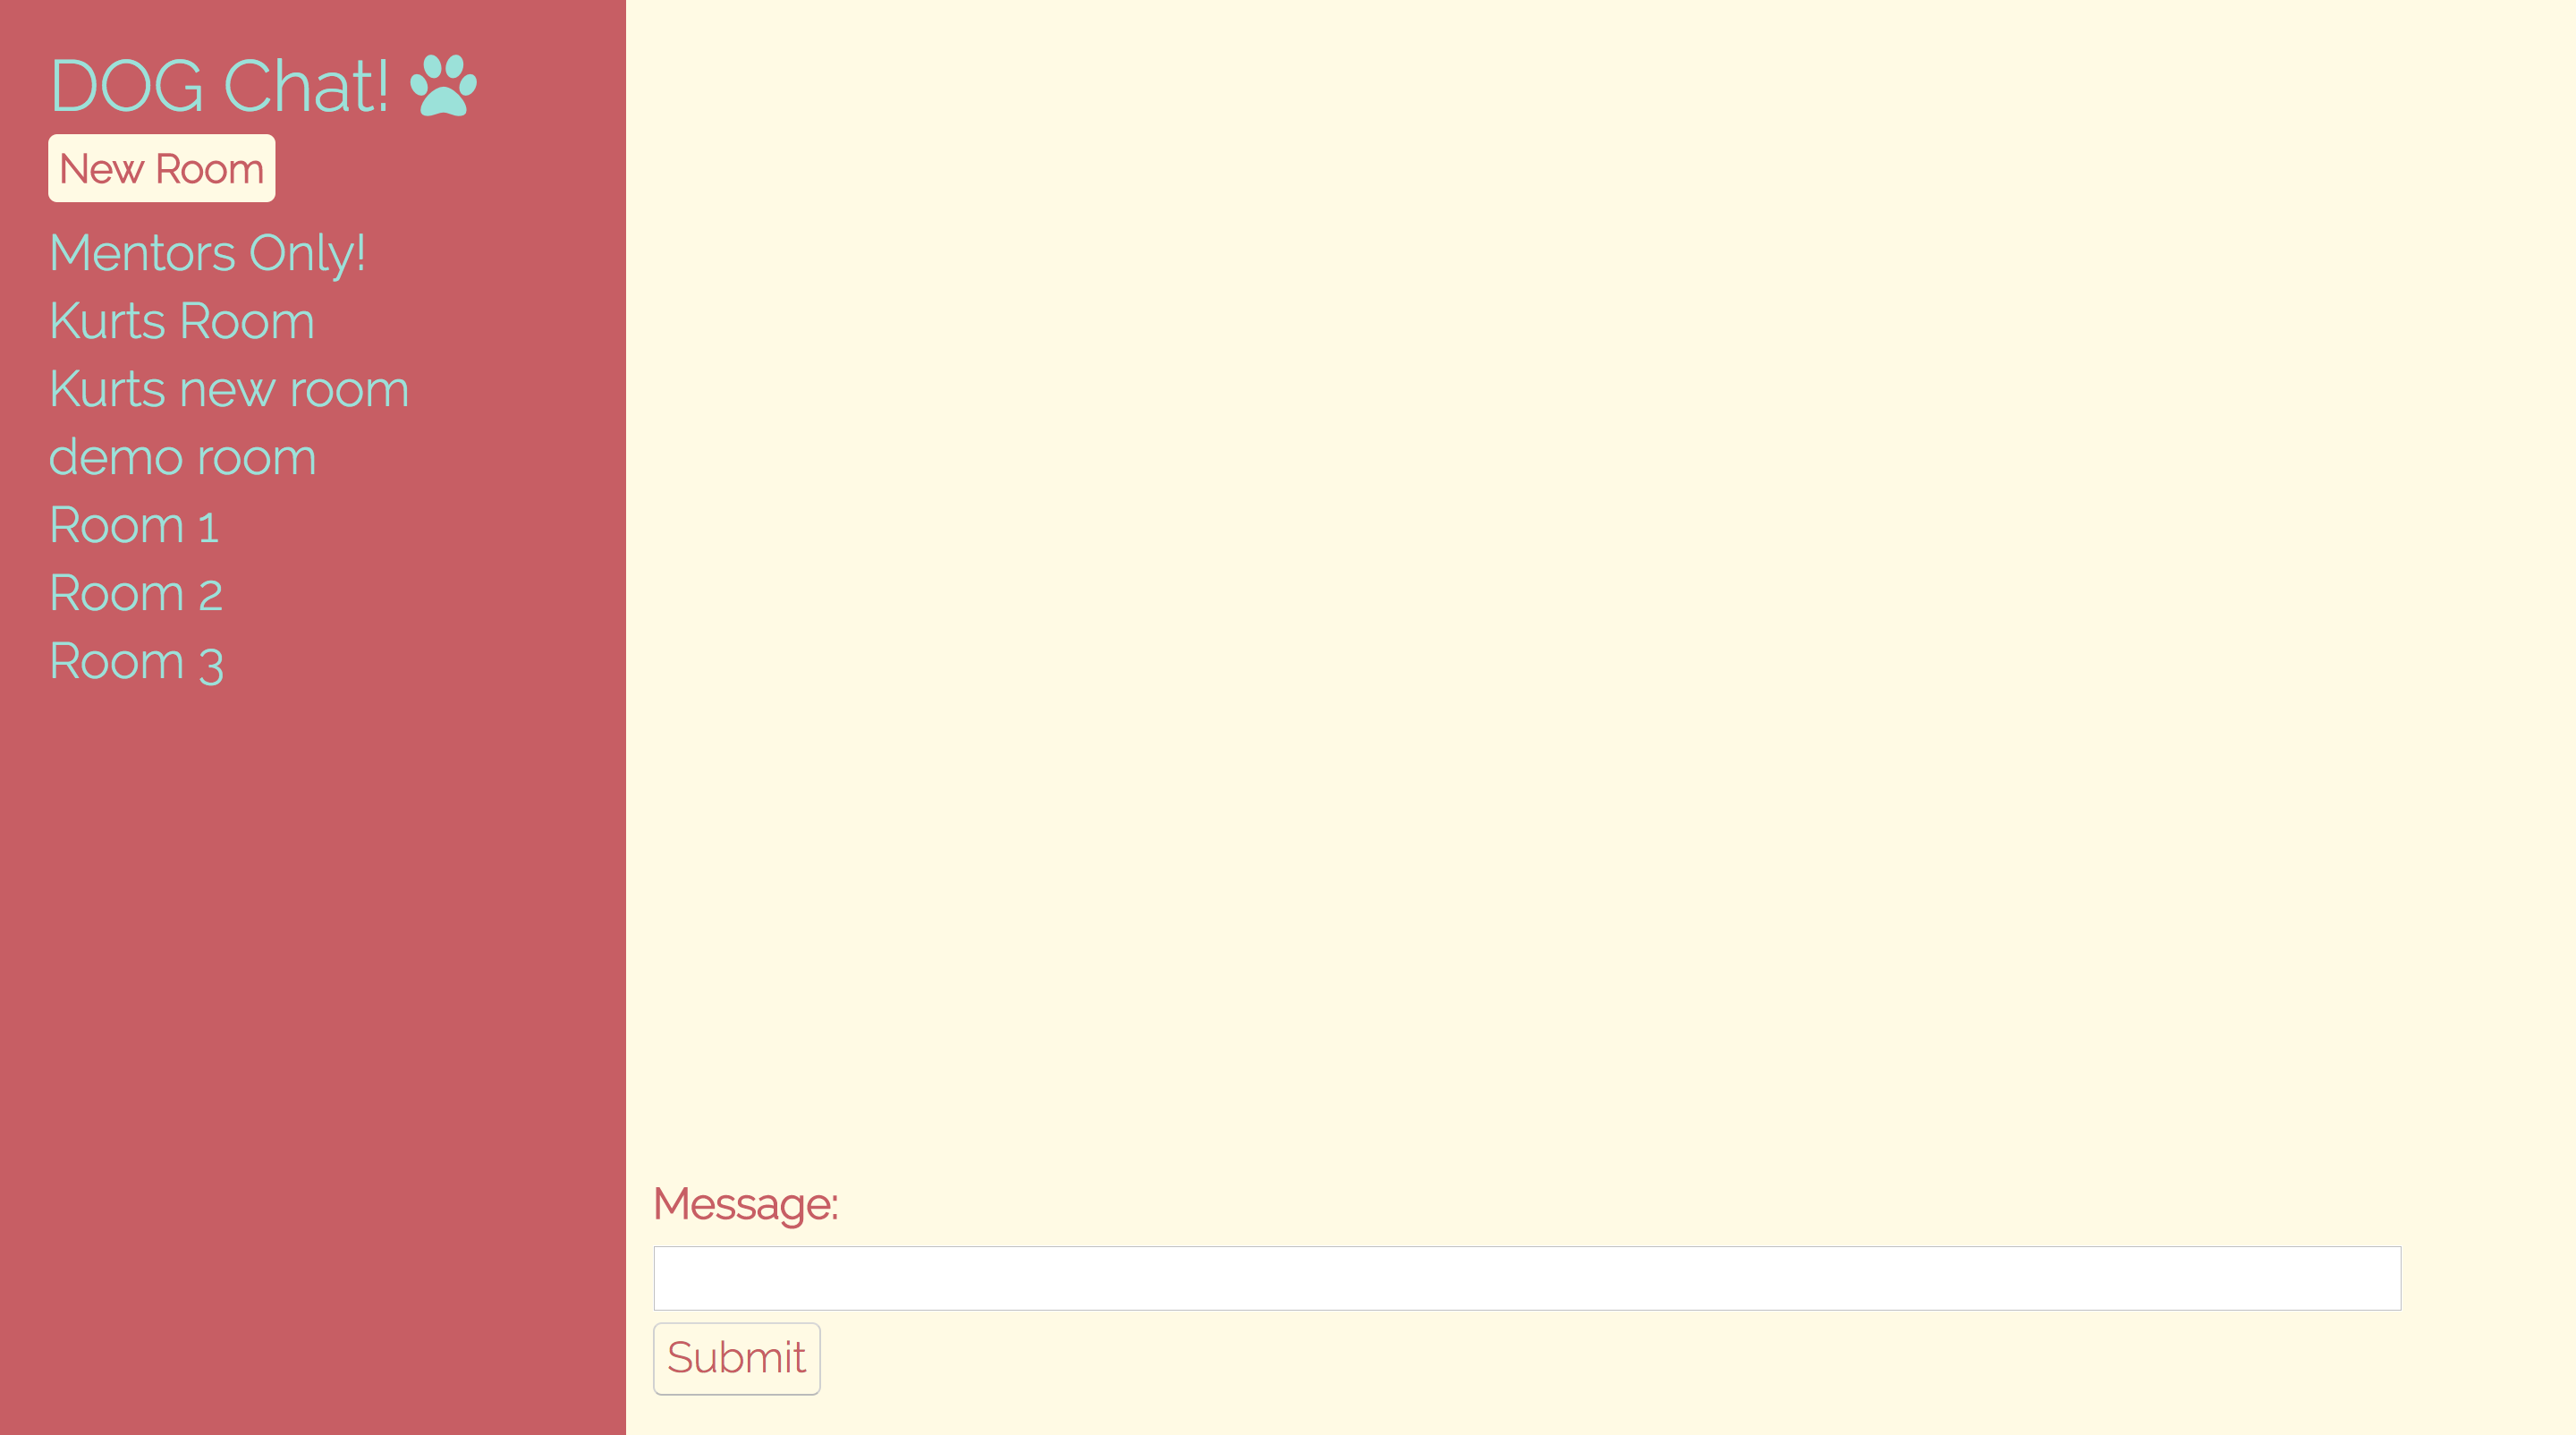 DOG Chat!
New Room
Mentors Only!
Kurts Room
Kurts new room
demo room
Room 1
Room 2
Room 3
Message:
Submit